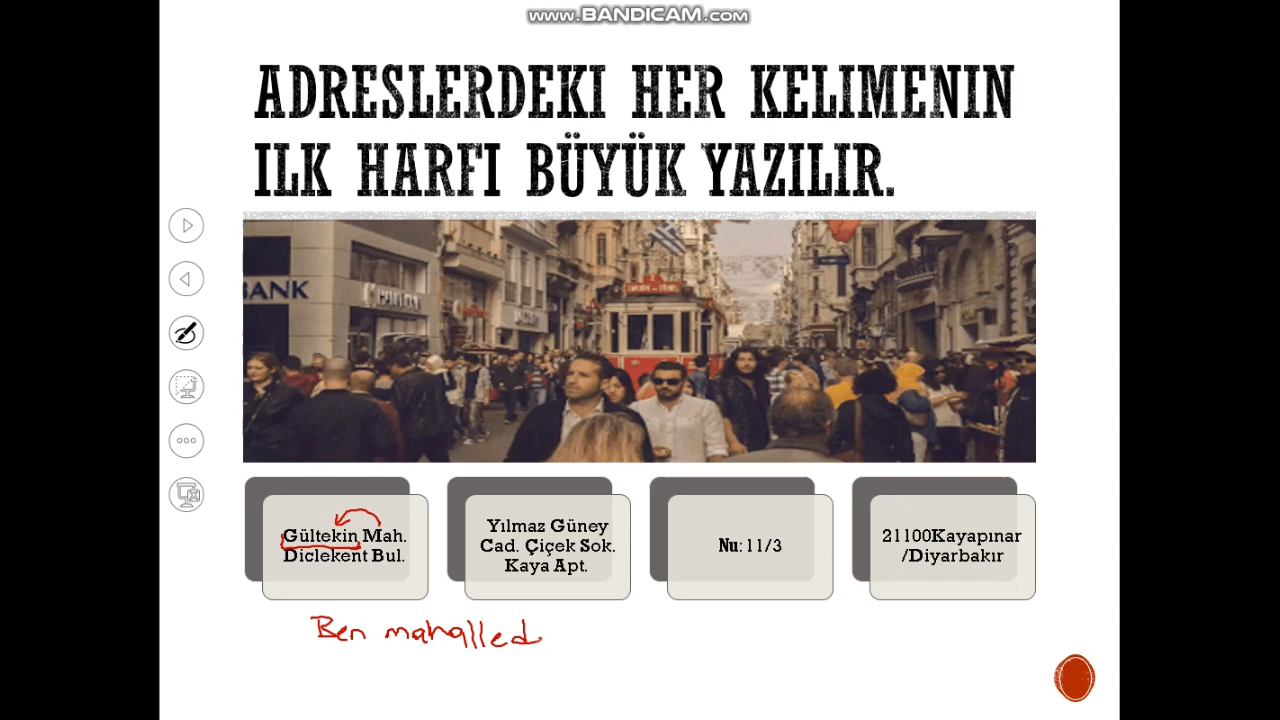 www.BANDICAM.com
ADRESLERDEKI HER KELIMENIN
ILK HARFI BÜYÜK YAZILIR.
BANK
Gültekin Mah.
Diclekent Bul.
Yılmaz Güney
Cad. Çiçek Sok.
Kaya Apt.
Nu: 11/3
21100Kayapınar
/Diyarbakır
Ben mahalled